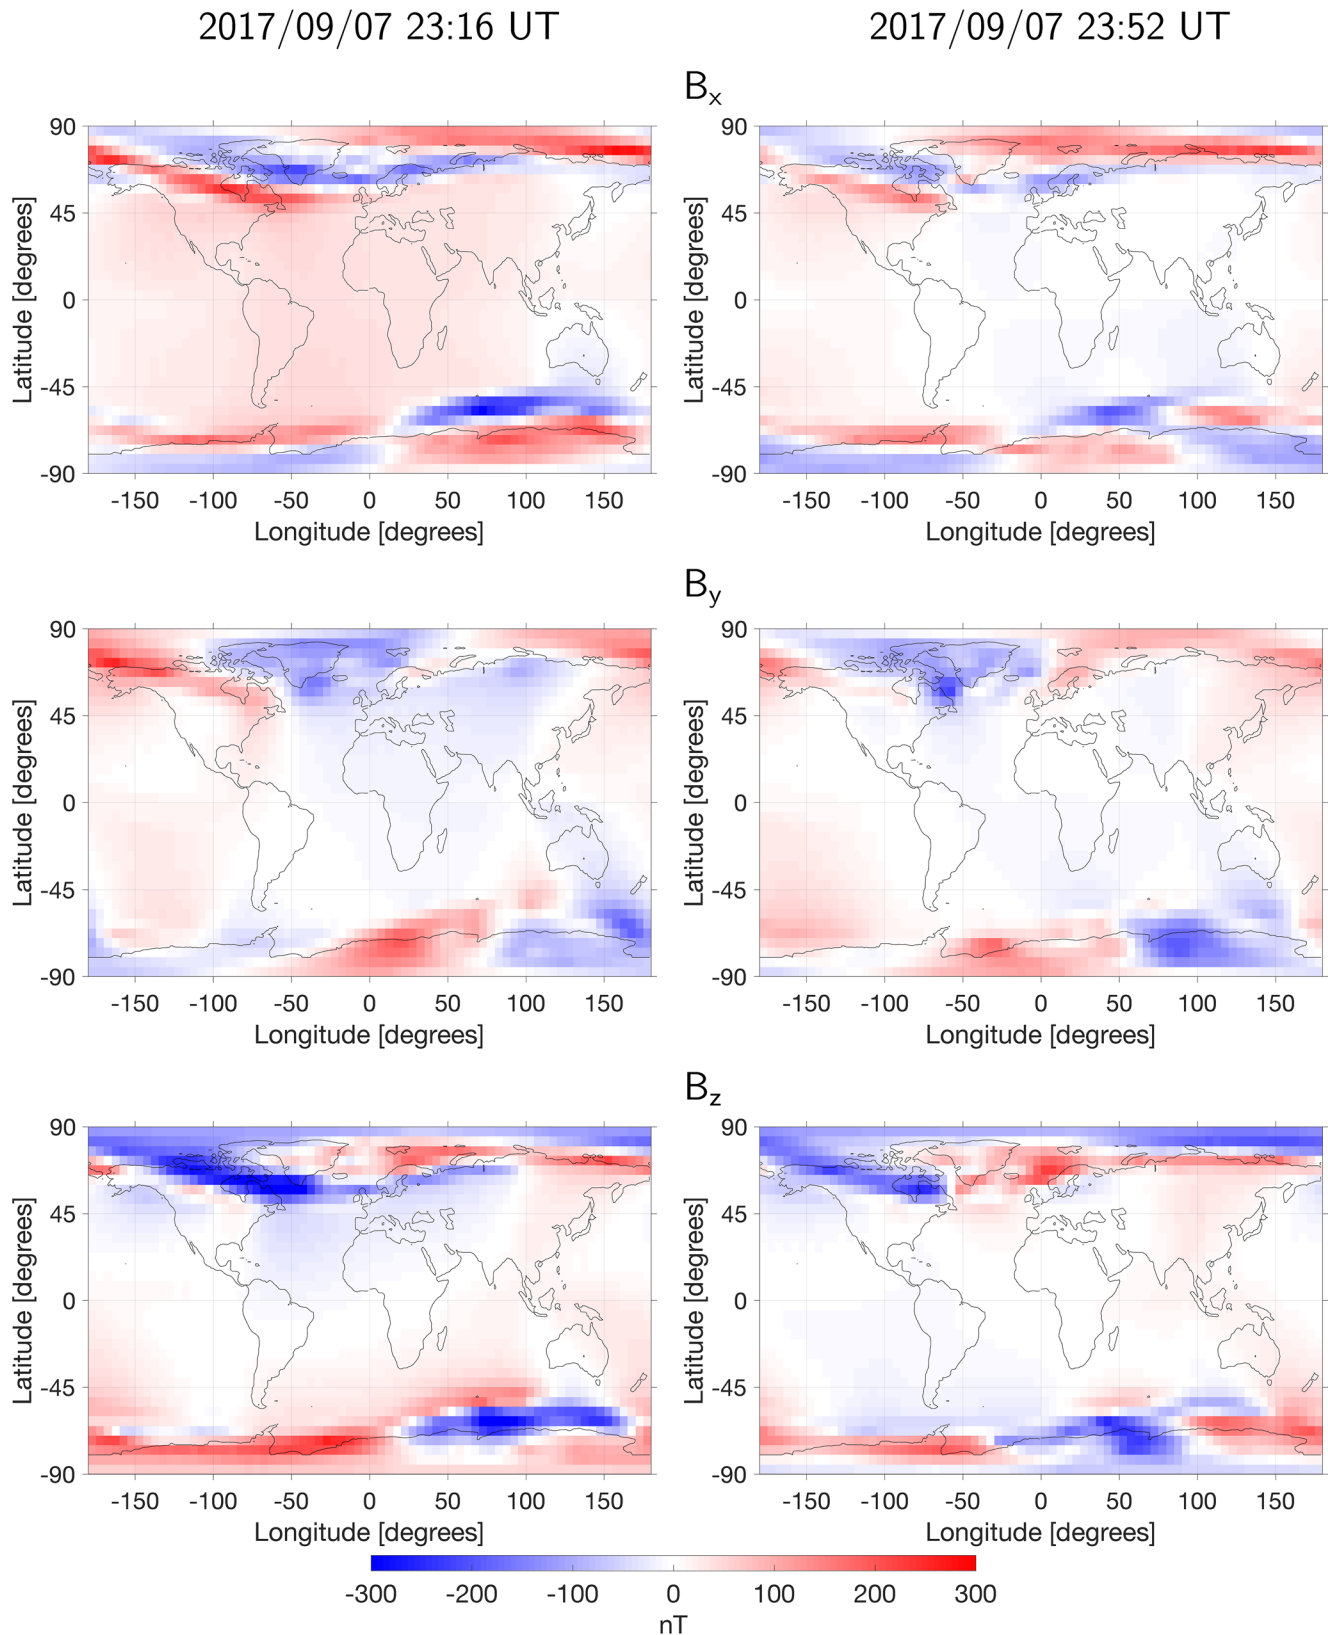 2017/09/07 23:16 UT 2017/09/07 23:52 UT
Bx
90 90
45 45
0 0
-45 -45
-90 -90
Latitude [degrees] Latitude [degrees]
-150 -100 -50 0 50 100 150 -150 -100 -50 0 50 100 150
Longitude [degrees] Longitude [degrees]
By
90 90
45 45
0 0
-45 -45
-90 -90
Latitude [degrees] Latitude [degrees]
-150 -100 -50 0 50 100 150 -150 -100 -50 0 50 100 150
Longitude [degrees] Longitude [degrees]
Bz
90 90
45 45
0 0
-45 -45
-90 -90
Latitude [degrees] Latitude [degrees]
-150 -100 -50 0 50 100 150 -150 -100 -50 0 50 100 150
Longitude [degrees] Longitude [degrees]
-300 -200 -100 0 100 200 300
nT